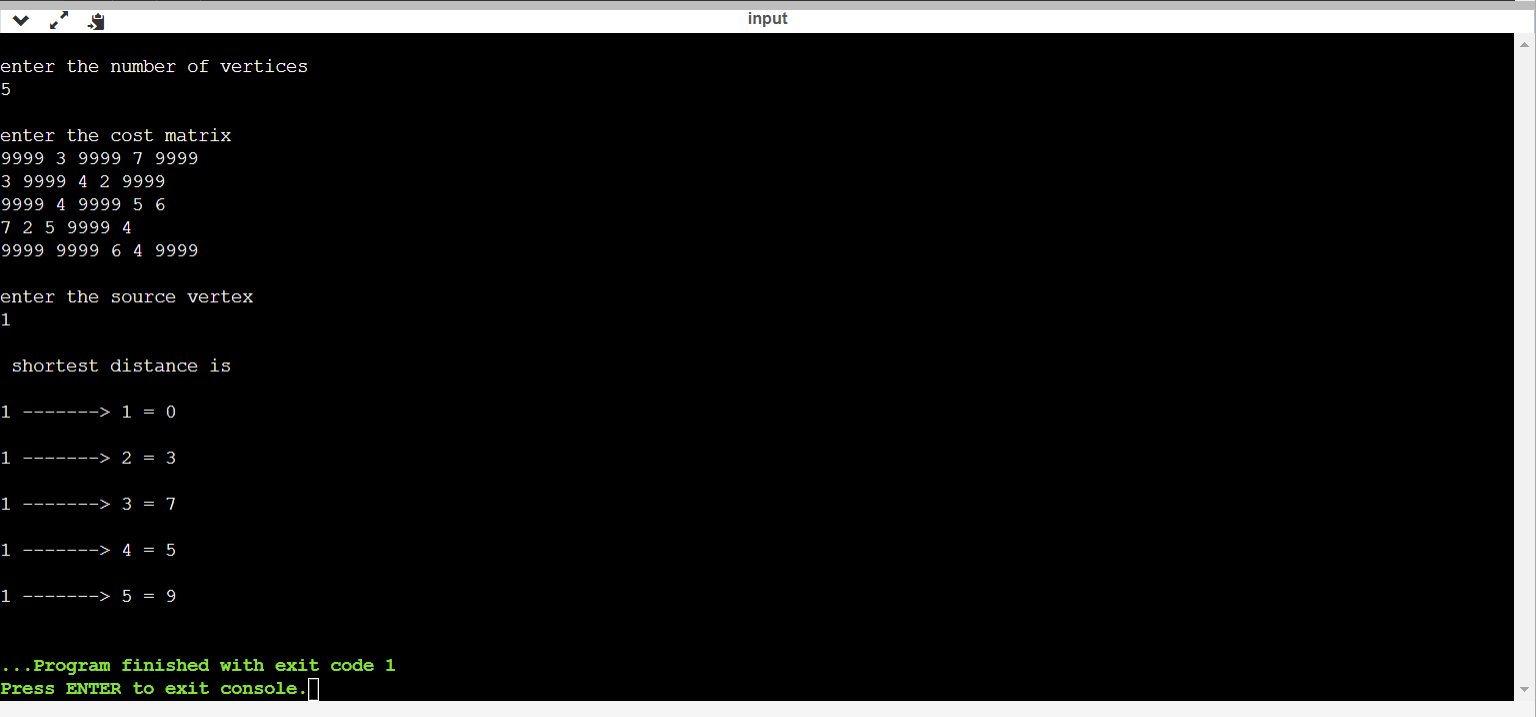 input
enter the number of vertices
5
enter the cost matrix
9999 3 9999 7 9999
3 9999 4 2 9999
9999 4 9999 5 6
7 2 5 9999 4
9999 9999 6 4 9999
enter the source vertex
1
shortest distance is
1 -------> 1 = 0
1 -------> 2 = 3
1 -------> 3 = 7
1 -------> 4 = 5
1 -------> 5 = 9
...Program finished with exit code 1
Press ENTER to exit console.